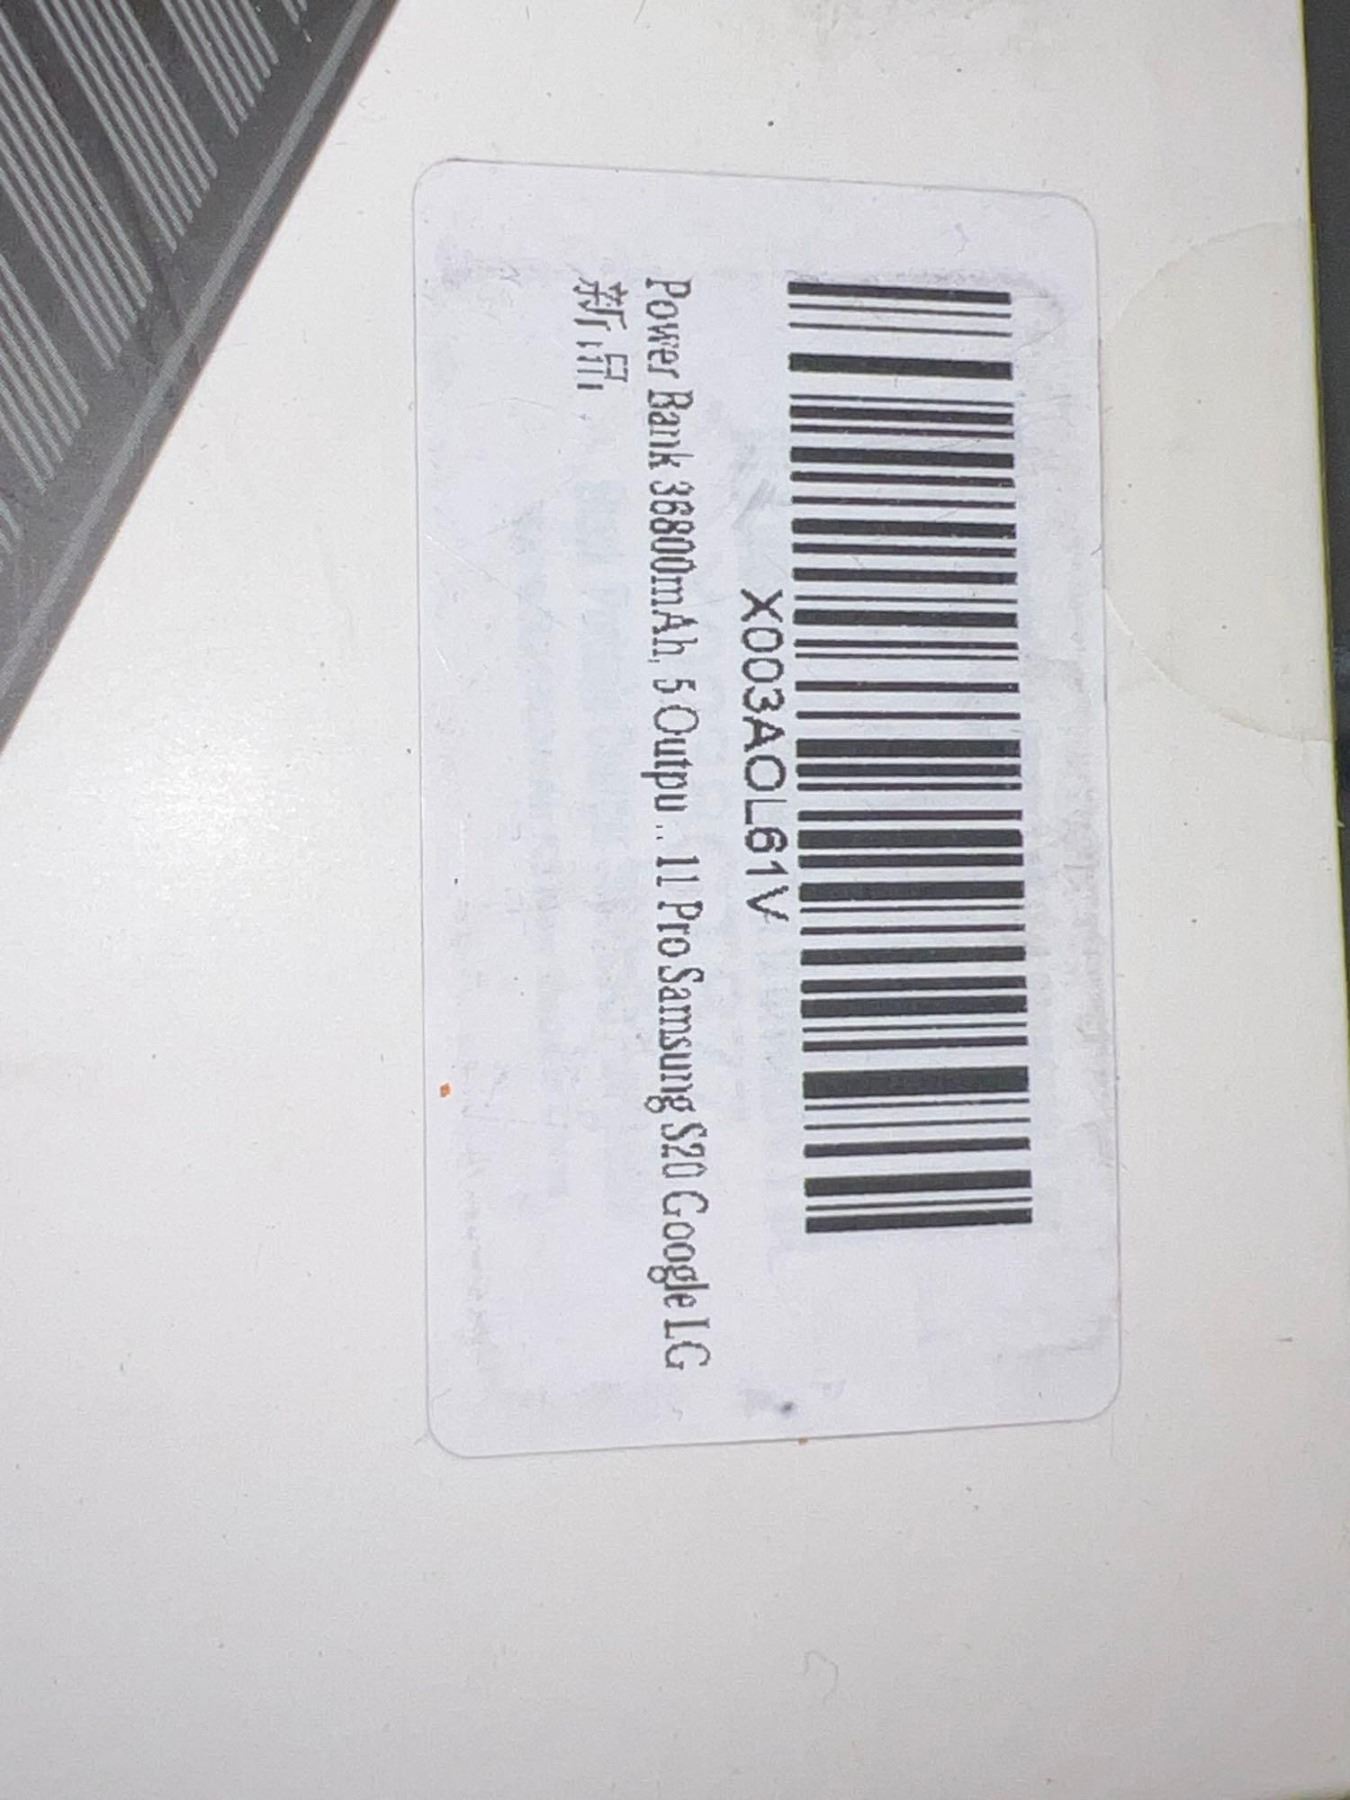 X003AOL61V
Power Bank 36800mAh, 5 Outpu... 11 Pro Samsung S20 Google LG
新品